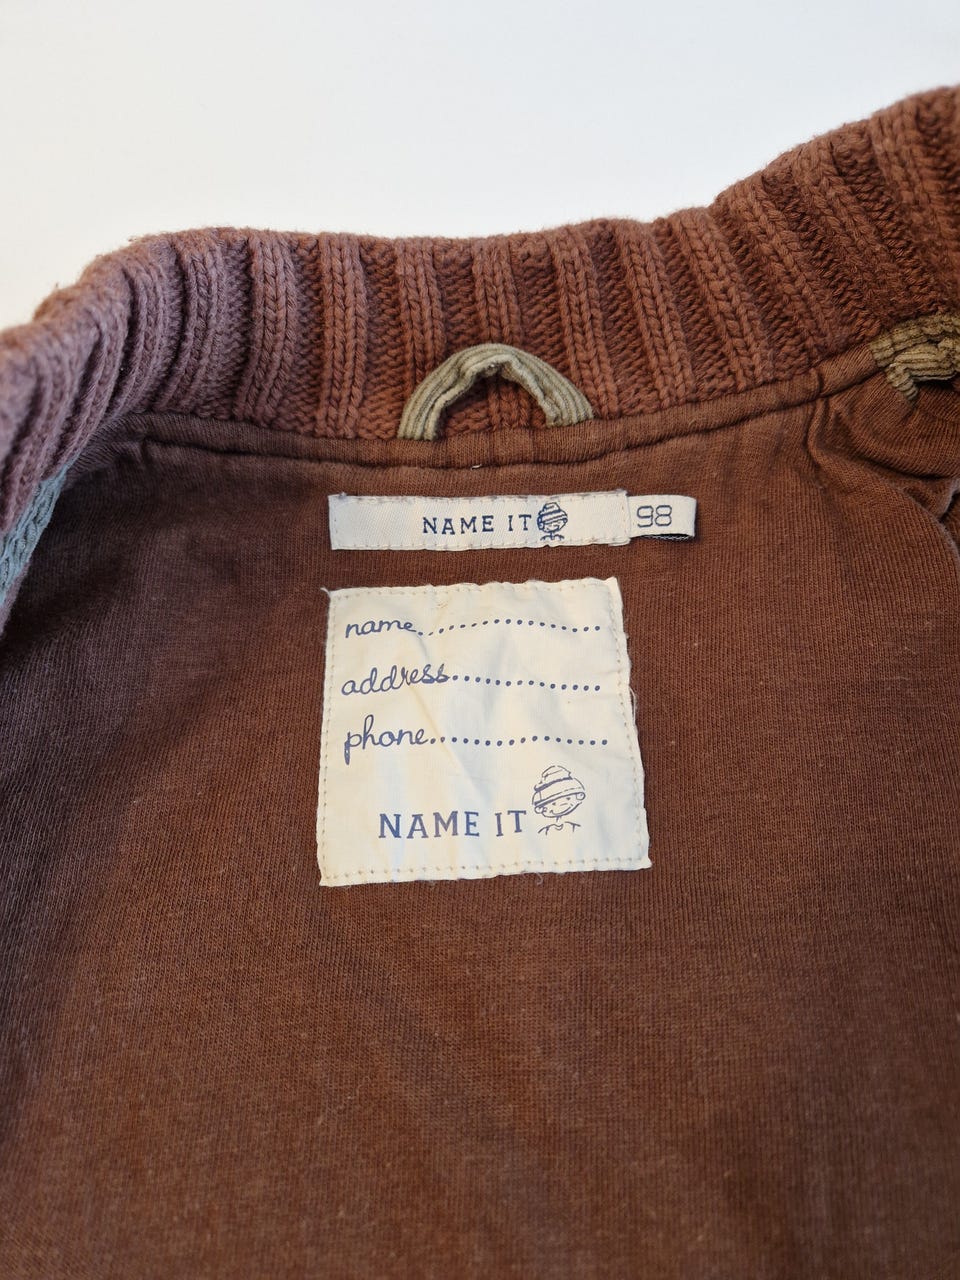 NAME IT 98
name..................
address..............
phone................
NAME IT